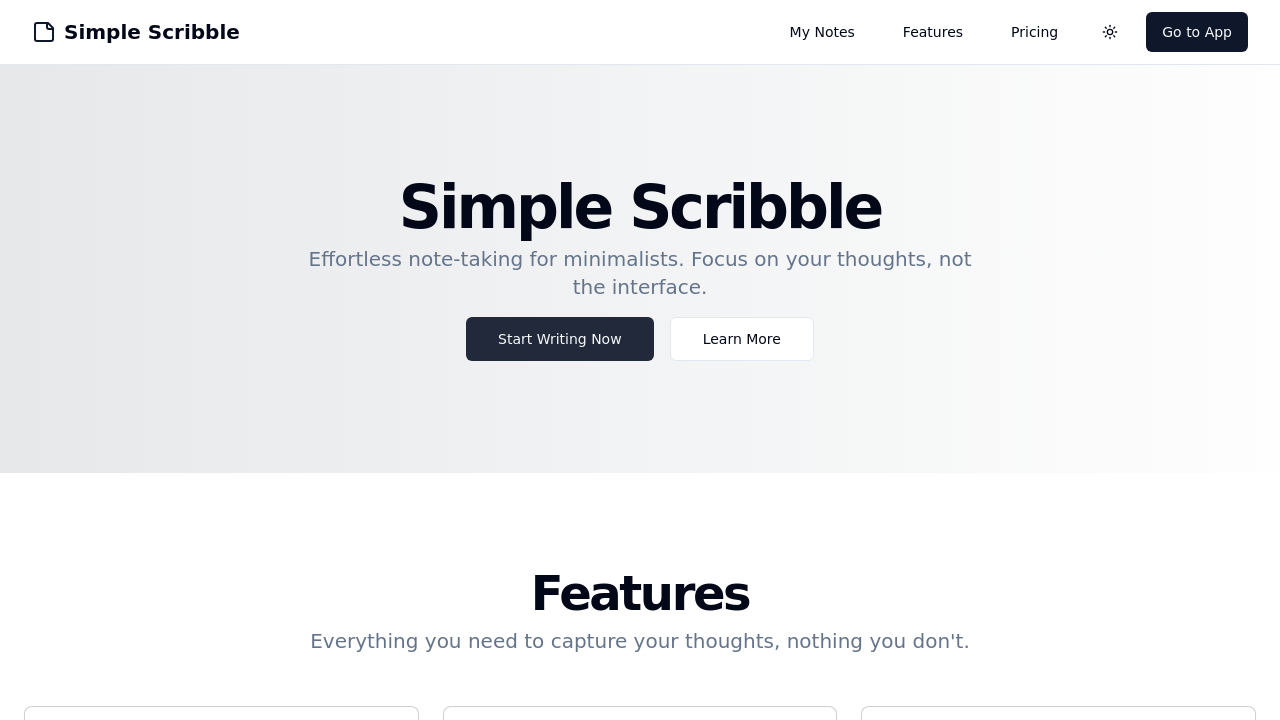 Simple Scribble
My Notes
Features
Pricing
Go to App
Simple Scribble
Effortless note-taking for minimalists. Focus on your thoughts, not
the interface.
Start Writing Now
Learn More
Features
Everything you need to capture your thoughts, nothing you don't.